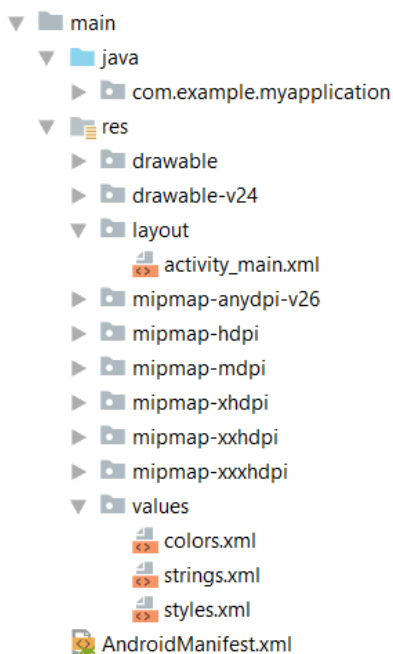 main
java
com.example.myapplication
res
drawable
drawable-v24
layout
activity_main.xml
mipmap-anydpi-v26
mipmap-hdpi
mipmap-mdpi
mipmap-xhdpi
mipmap-xxhdpi
mipmap-xxxhdpi
values
colors.xml
strings.xml
styles.xml
AndroidManifest.xml